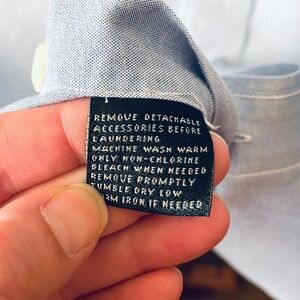 REMOVE DETACHABLE
ACCESSORIES BEFORE
LAUNDERING
MACHINE WASH WARM
ONLY NON-CHLORINE
BLEACH WHEN NEEDED
REMOVE PROMPTLY
TUMBLE DRY LOW
IRON IF NEEDED